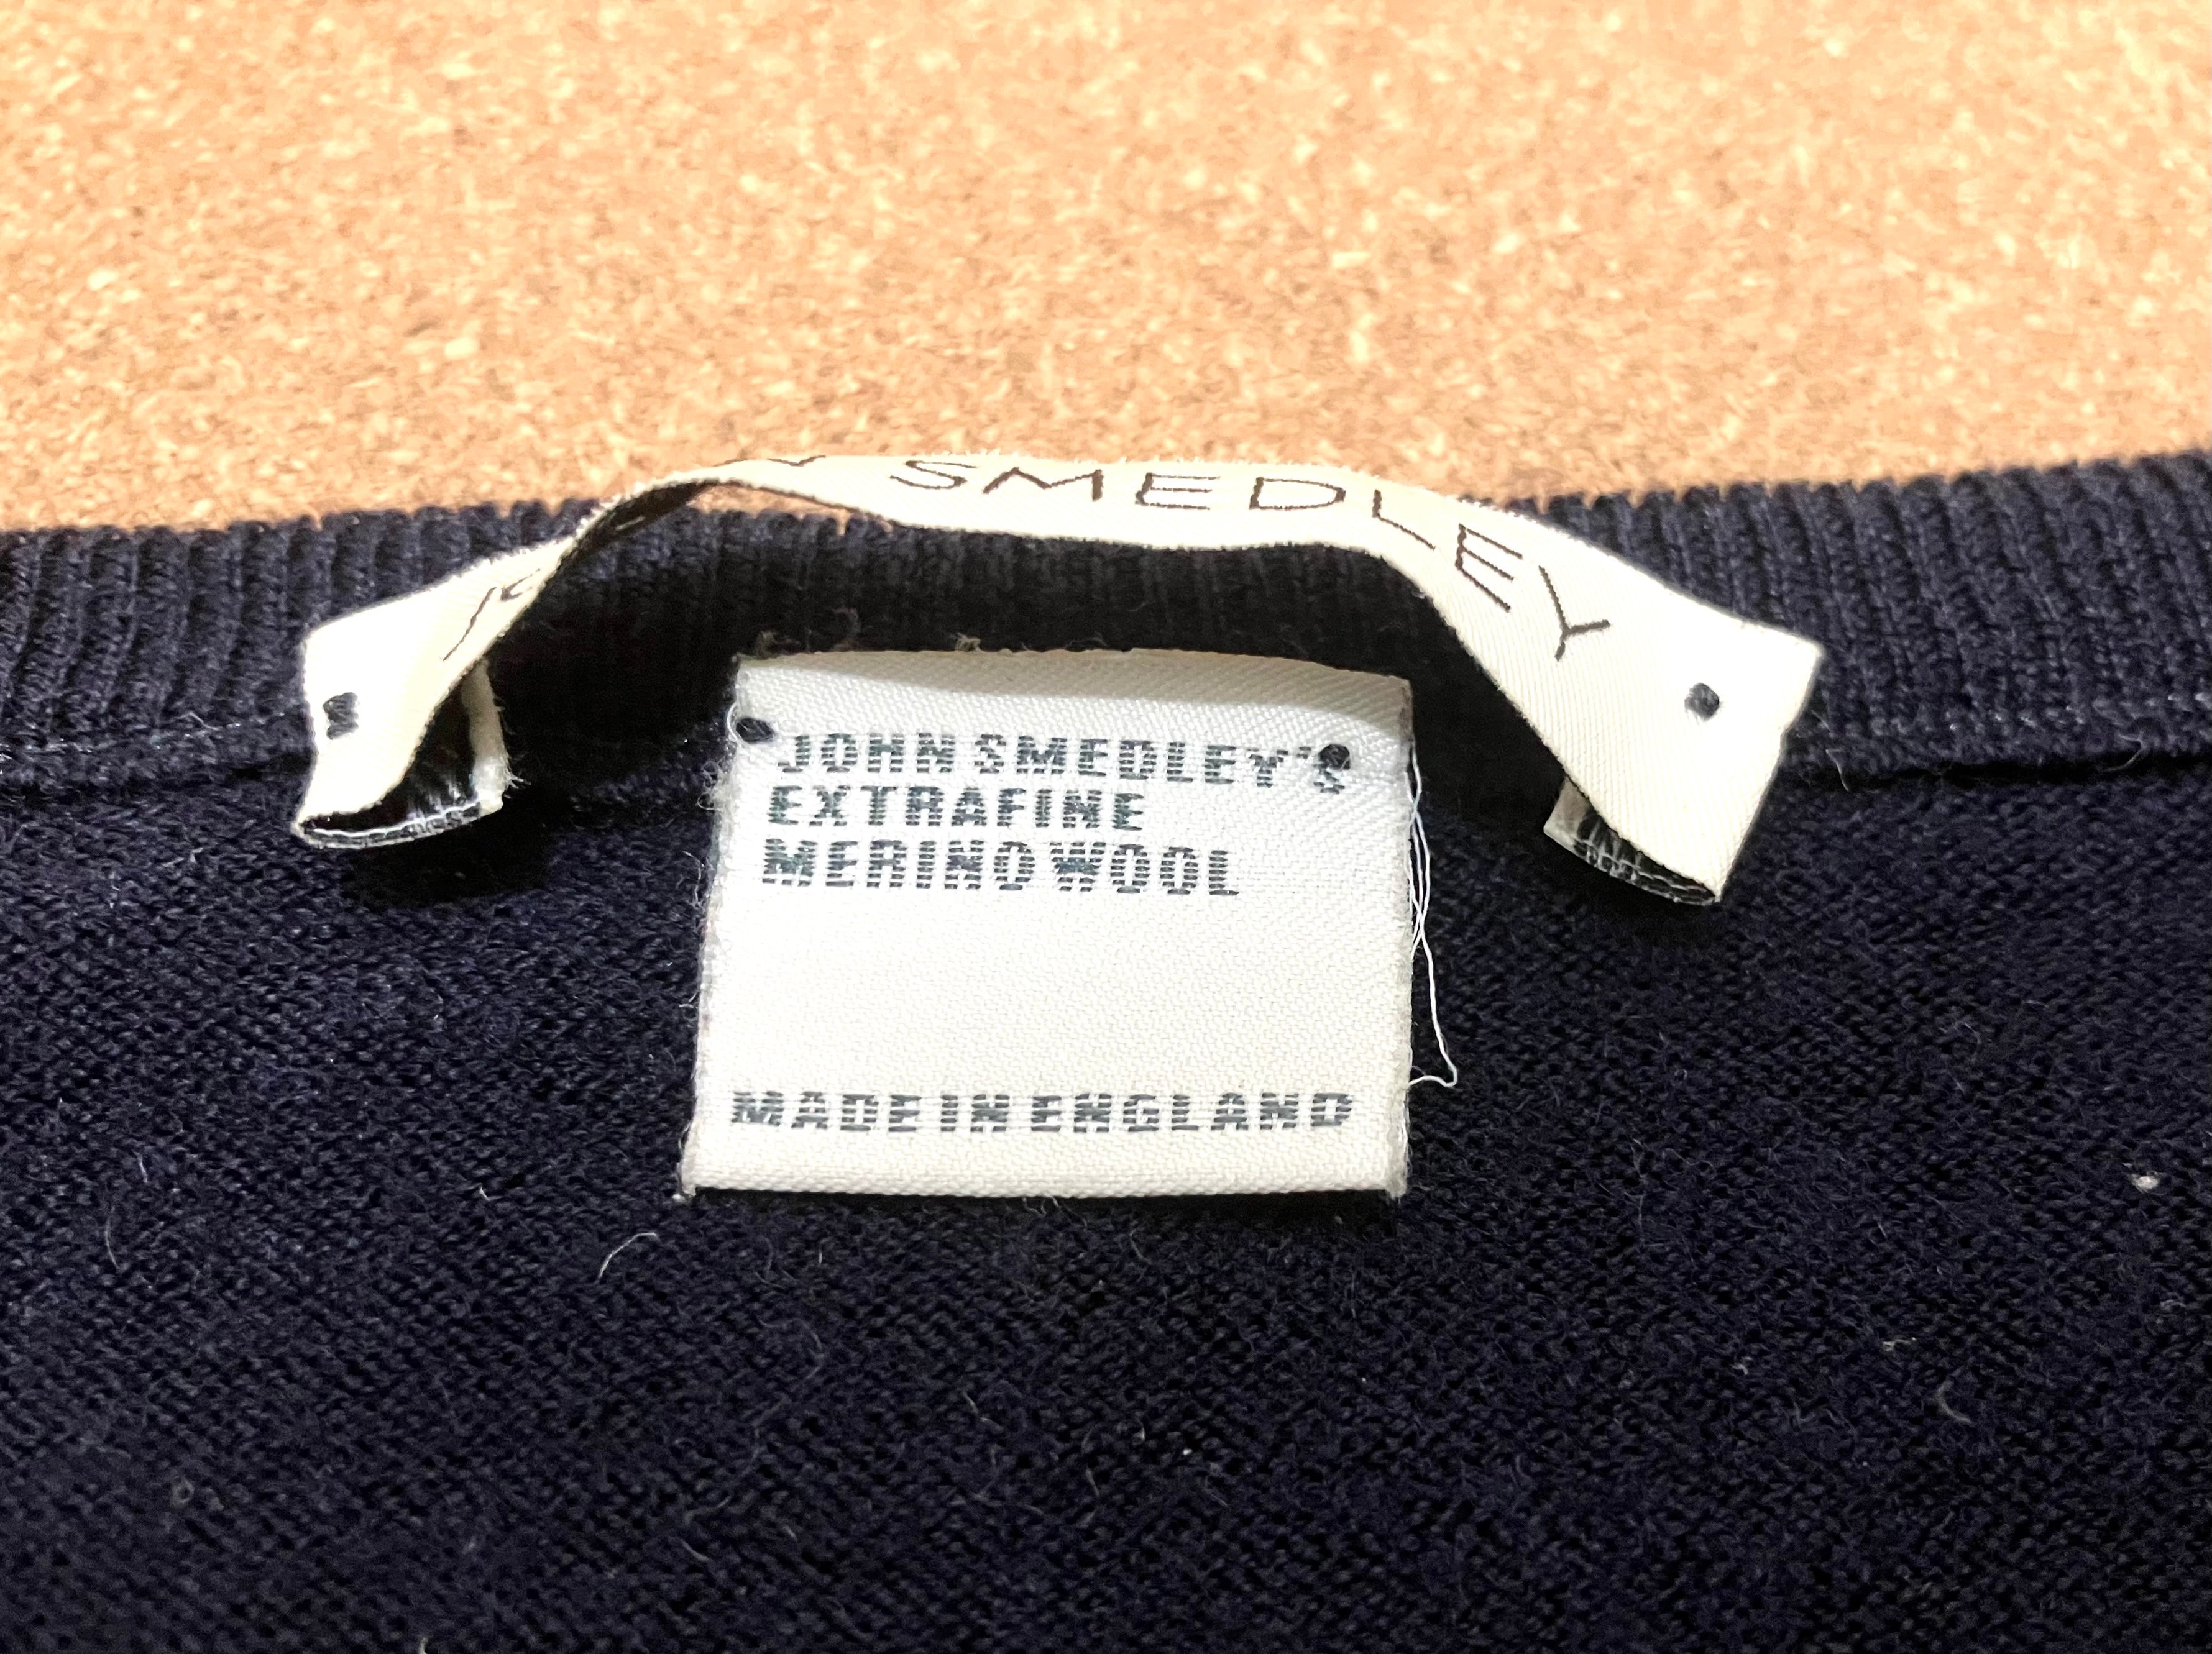 SMEDLEY
JOHN SMEDLEY'S
EXTRAFINE
MERINO WOOL
MADE IN ENGLAND